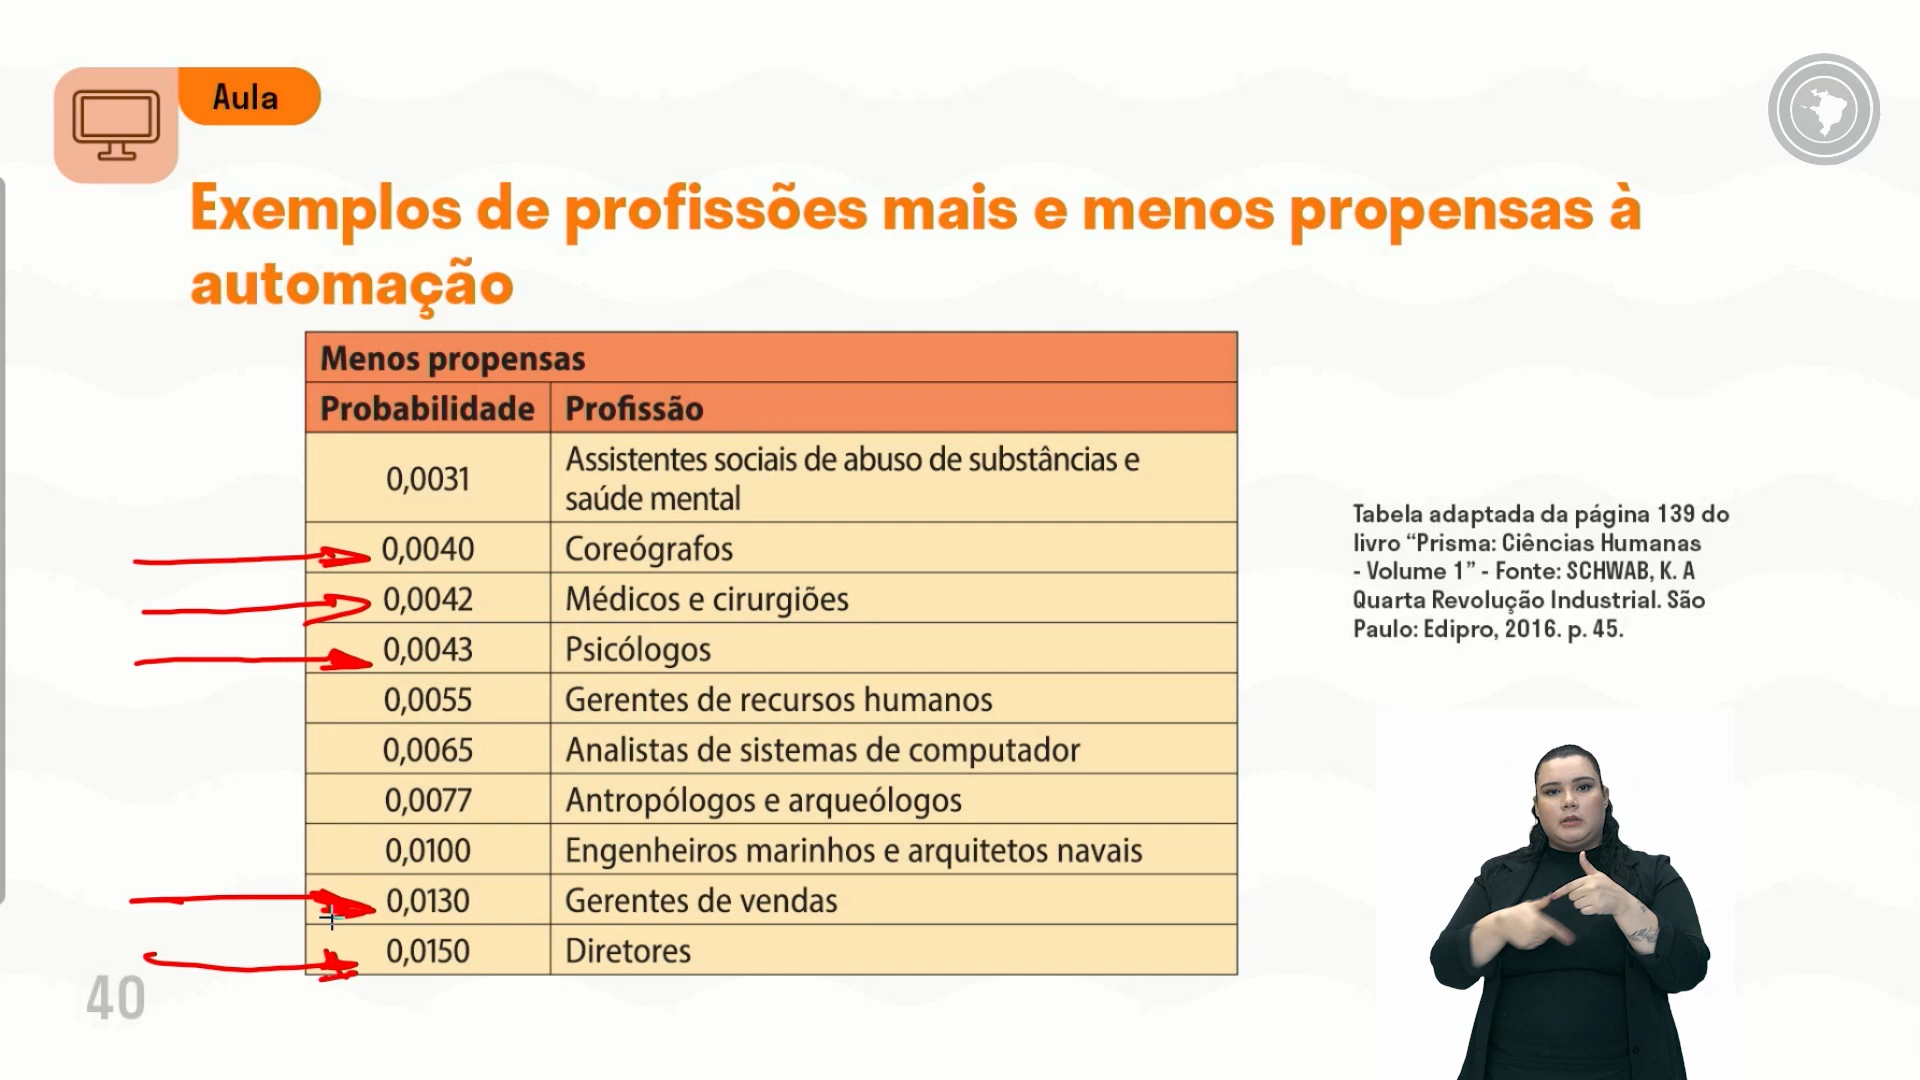 Aula
Exemplos de profissões mais e menos propensas à
automação
Menos propensas
Probabilidade Profissão
0,0031 Assistentes sociais de abuso de substâncias e
saúde mental
0,0040 Coreógrafos
0,0042 Médicos e cirurgiões
0,0043 Psicólogos
0,0055 Gerentes de recursos humanos
0,0065 Analistas de sistemas de computador
0,0077 Antropólogos e arqueólogos
0,0100 Engenheiros marinhos e arquitetos navais
0,0130 Gerentes de vendas
0,0150 Diretores
Tabela adaptada da página 139 do
livro “Prisma: Ciências Humanas
- Volume 1” - Fonte: SCHWAB, K. A
Quarta Revolução Industrial. São
Paulo: Edipro, 2016. p. 45.
40